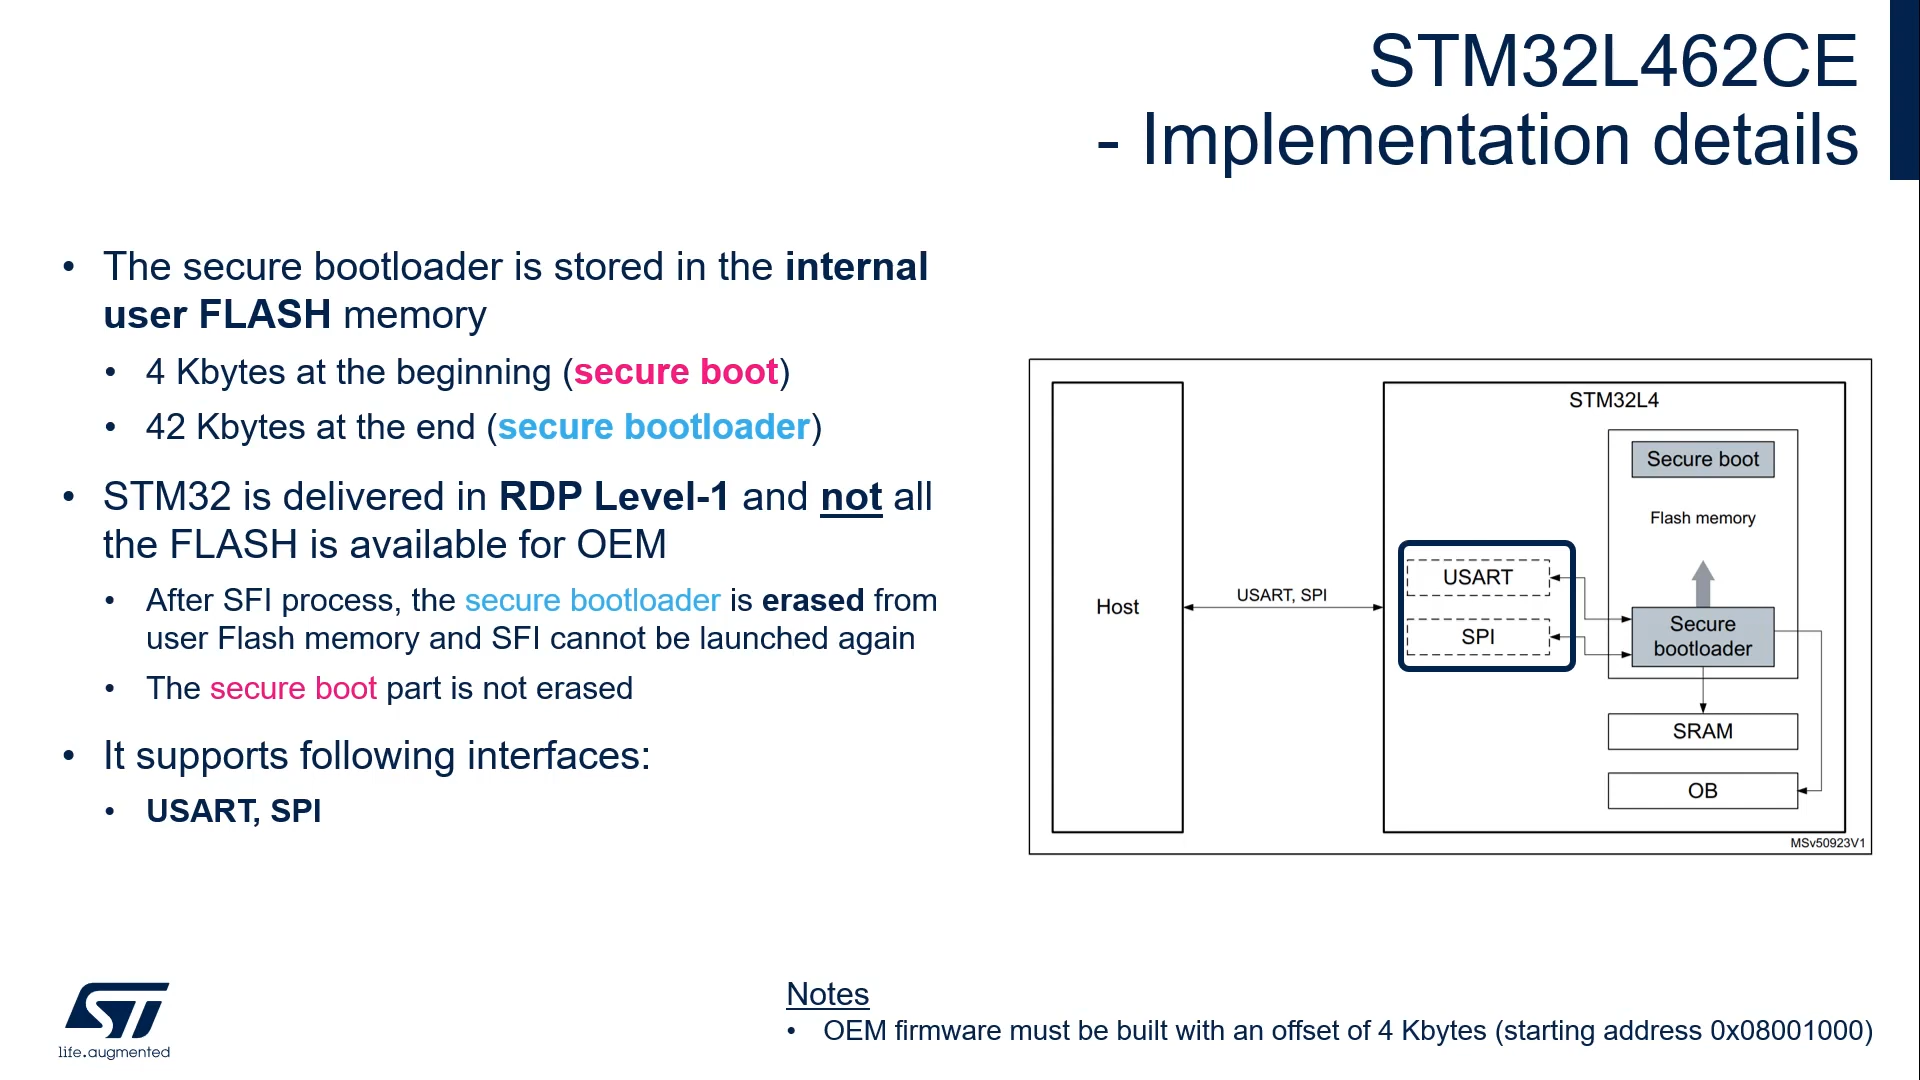 STM32L462CE
- Implementation details
• The secure bootloader is stored in the internal
user FLASH memory
• 4 Kbytes at the beginning (secure boot)
• 42 Kbytes at the end (secure bootloader)
• STM32 is delivered in RDP Level-1 and not all
the FLASH is available for OEM
• After SFI process, the secure bootloader is erased from
user Flash memory and SFI cannot be launched again
• The secure boot part is not erased
• It supports following interfaces:
• USART, SPI
Host
USART, SPI
STM32L4
Secure boot
Flash memory
USART
SPI
Secure
bootloader
SRAM
OB
MSv50923V1
ST
life.augmented
Notes
• OEM firmware must be built with an offset of 4 Kbytes (starting address 0x08001000)